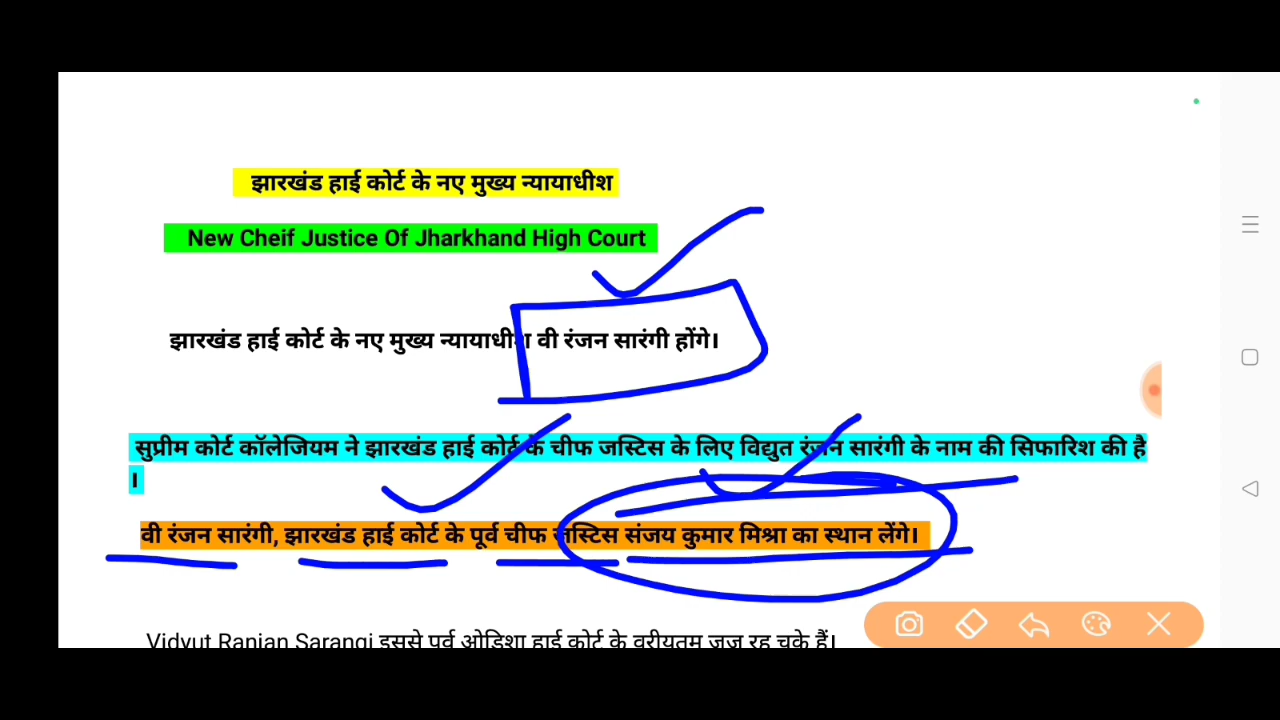 झारखंड हाई कोर्ट के नए मुख्य न्यायाधीश
New Cheif Justice Of Jharkhand High Court
झारखंड हाई कोर्ट के नए मुख्य न्यायाधीश वी रंजन सारंगी होंगे।
सुप्रीम कोर्ट कॉलेजियम ने झारखंड हाई कोर्ट के चीफ जस्टिस के लिए विद्युत रंजन सारंगी के नाम की सिफारिश की है
।
वी रंजन सारंगी, झारखंड हाई कोर्ट के पूर्व चीफ जस्टिस संजय कुमार मिश्रा का स्थान लेंगे।
Vidyut Ranjan Sarangi इससे पूर्व ओडिशा हाई कोर्ट के वरीयतम जज रह चुके हैं।